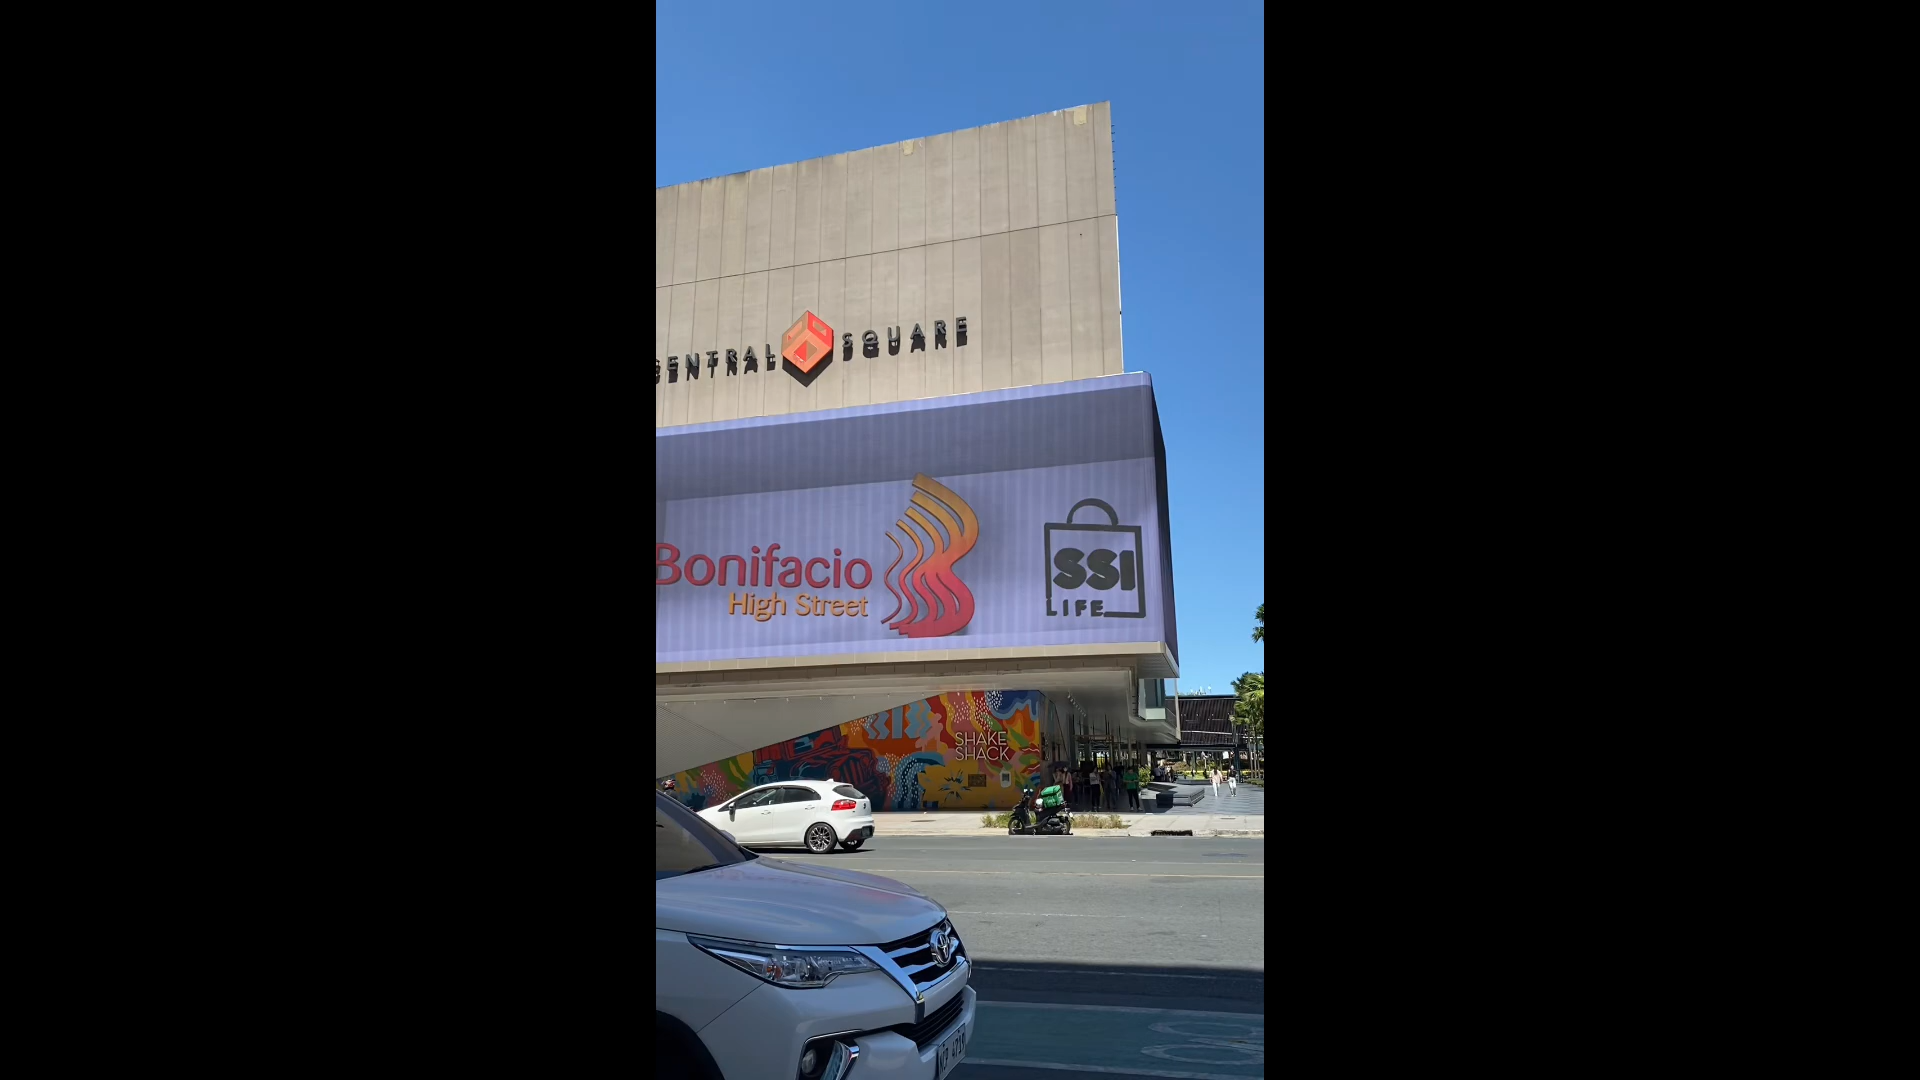 CENTRAL SQUARE
Bonifacio
High Street
SSI
LIFE
SHAKE
SHACK